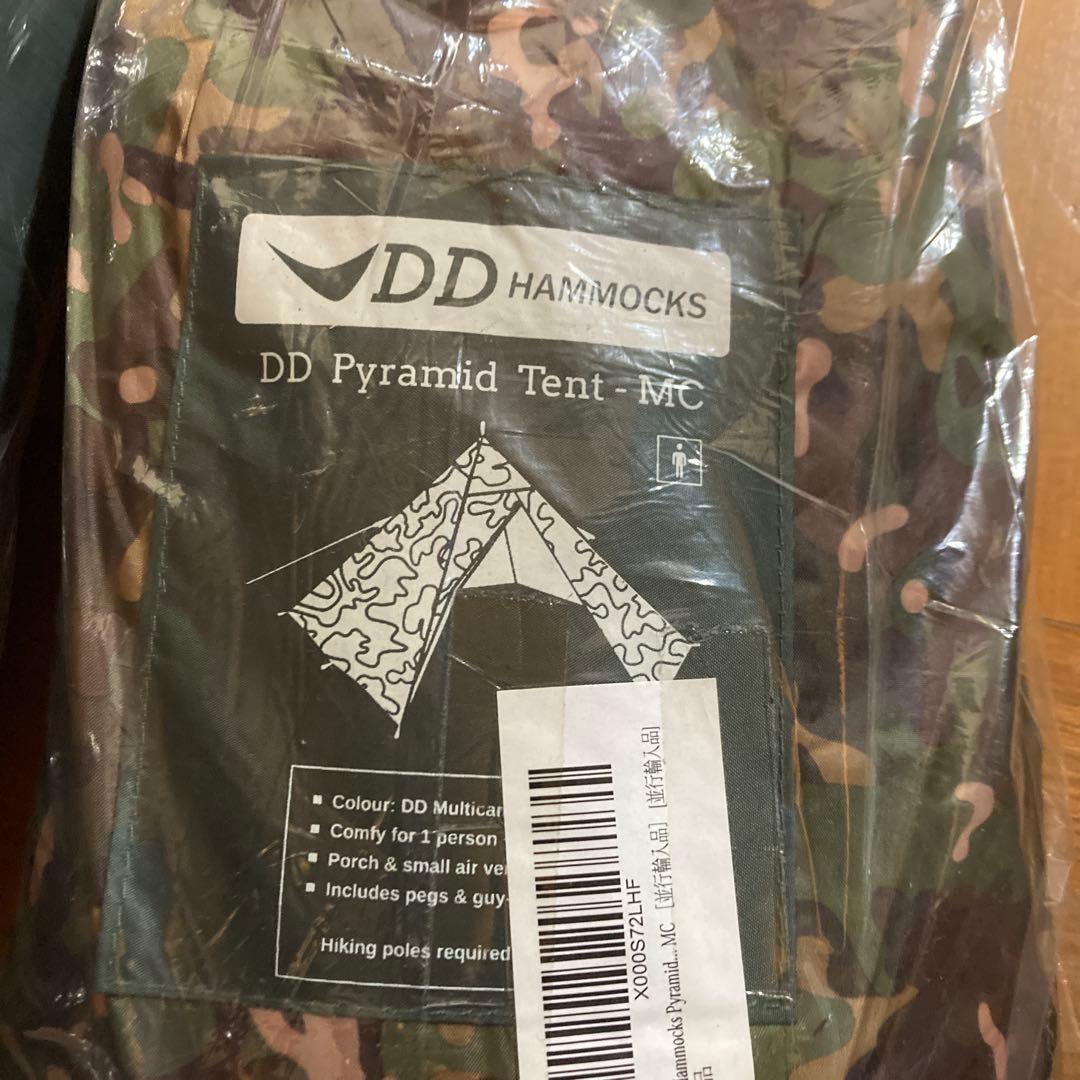 DD HAMMOCKS
DD Pyramid Tent - MC
Colour: DD Multicam
Comfy for 1 person
Porch & small air ve
Includes pegs & guy-
Hiking poles required
X000S72LHF
ammocks Pyramid... MC [並行輸入品] [並行輸入品]
品